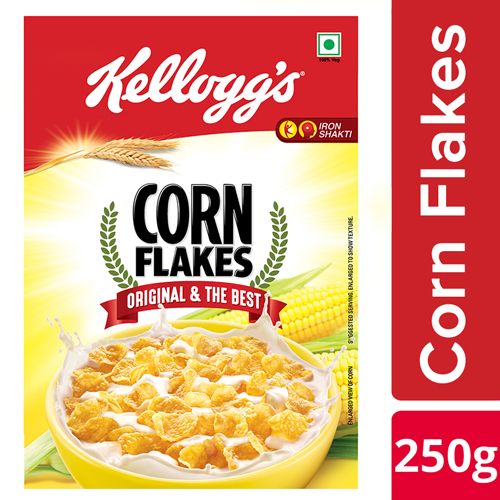 100% Veg
Kellogg's®
IRON
SHAKTI
CORN
FLAKES
ORIGINAL & THE BEST
SUGGESTED SERVING. ENLARGED TO SHOW TEXTURE.
ENLARGED VIEW OF CORN
Corn Flakes
250g